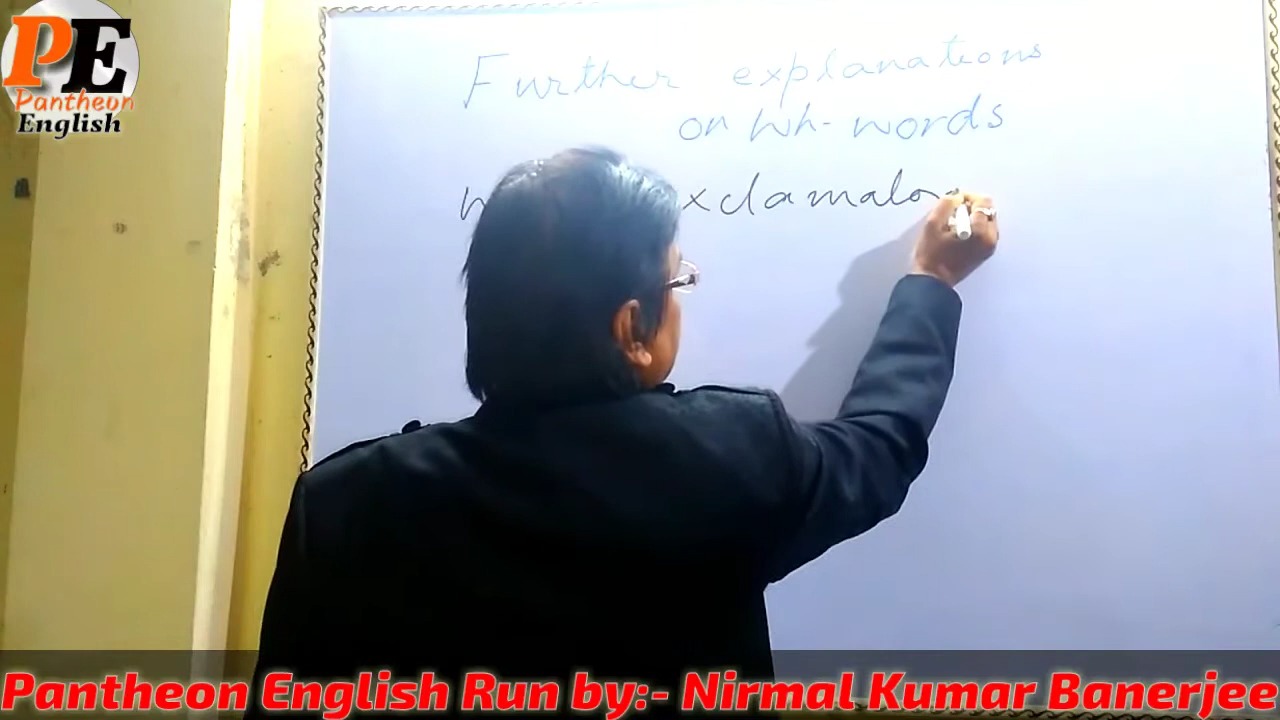 PE
Pantheon
English
Further explanations
on Wh-words
xclamato
Pantheon English Run by:- Nirmal Kumar Banerjee